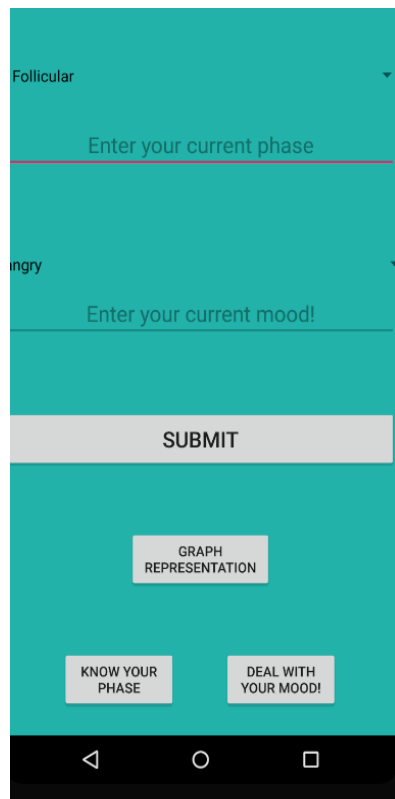 Follicular
Enter your current phase
angry
Enter your current mood!
SUBMIT
GRAPH
REPRESENTATION
KNOW YOUR
PHASE
DEAL WITH
YOUR MOOD!